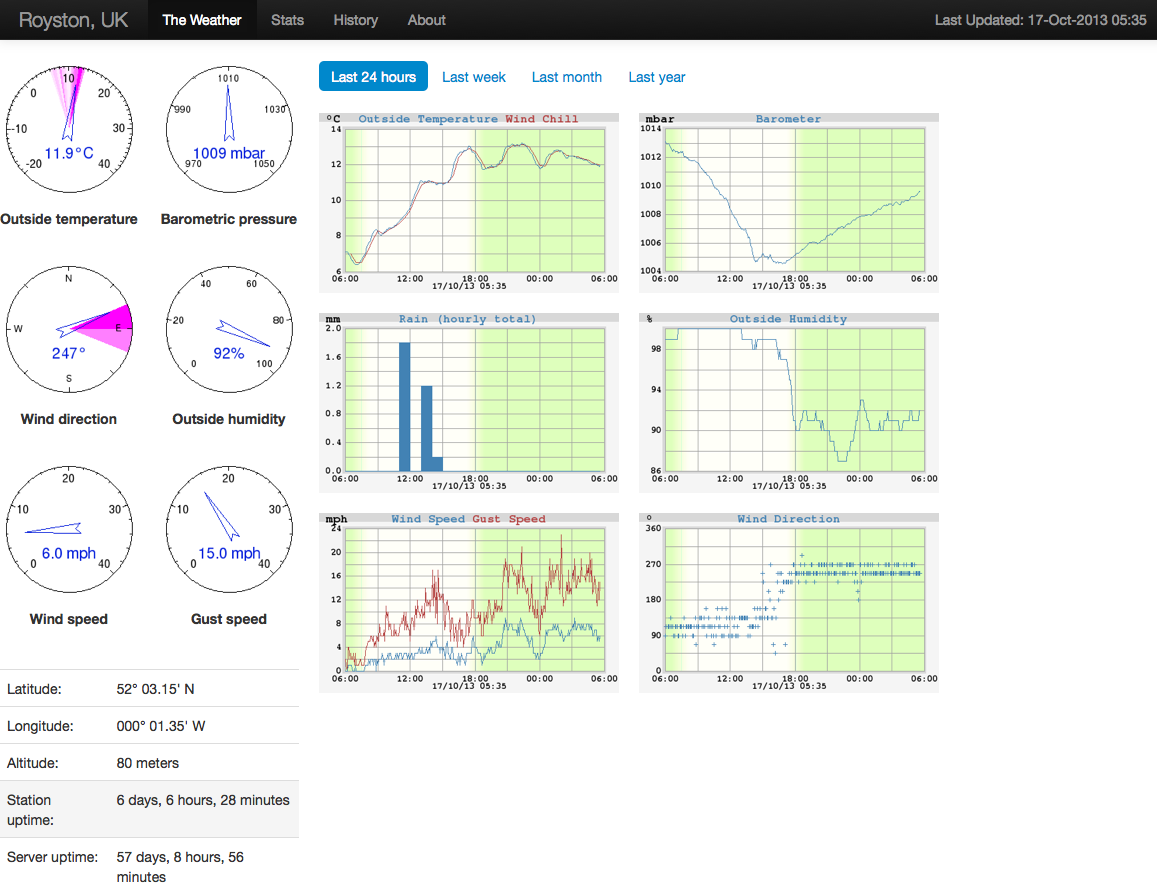 Royston, UK The Weather Stats History About Last Updated: 17-Oct-2013 05:35
Last 24 hours Last week Last month Last year
-20 -10 0 10 20 30 40
11.9°C
Outside temperature
970 990 1010 1030 1050
1009 mbar
Barometric pressure
N
W E
247°
S
Wind direction
0 20 40 60 80 100
92%
Outside humidity
0 10 20 30 40
6.0 mph
Wind speed
0 10 20 30 40
15.0 mph
Gust speed
Latitude: 52° 03.15' N
Longitude: 000° 01.35' W
Altitude: 80 meters
Station uptime: 6 days, 6 hours, 28 minutes
Server uptime: 57 days, 8 hours, 56
minutes
°C Outside Temperature Wind Chill
14
12
10
8
6
06:00 12:00 18:00 00:00 06:00
17/10/13 05:35
mbar Barometer
1014
1012
1010
1008
1006
1004
06:00 12:00 18:00 00:00 06:00
17/10/13 05:35
mm Rain (hourly total)
2.0
1.6
1.2
0.8
0.4
0.0
06:00 12:00 18:00 00:00 06:00
17/10/13 05:35
% Outside Humidity
98
94
90
86
06:00 12:00 18:00 00:00 06:00
17/10/13 05:35
mph Wind Speed Gust Speed
24
20
16
12
8
4
0
06:00 12:00 18:00 00:00 06:00
17/10/13 05:35
° Wind Direction
360
270
180
90
0
06:00 12:00 18:00 00:00 06:00
17/10/13 05:35